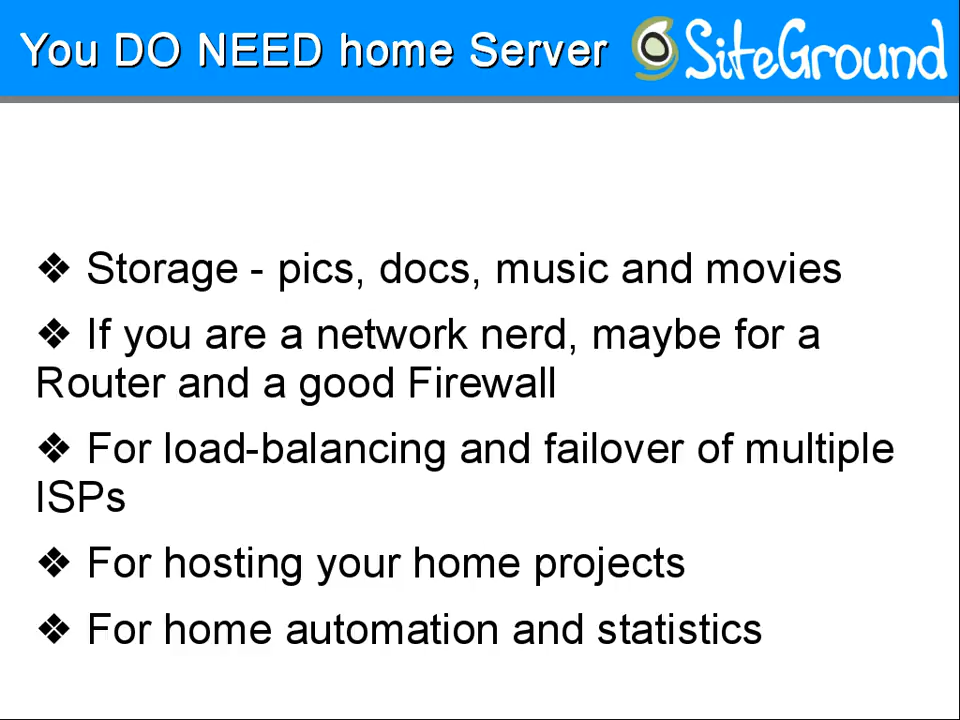 You DO NEED home Server
SiteGround
❖ Storage - pics, docs, music and movies
❖ If you are a network nerd, maybe for a
Router and a good Firewall
❖ For load-balancing and failover of multiple
ISPs
❖ For hosting your home projects
❖ For home automation and statistics